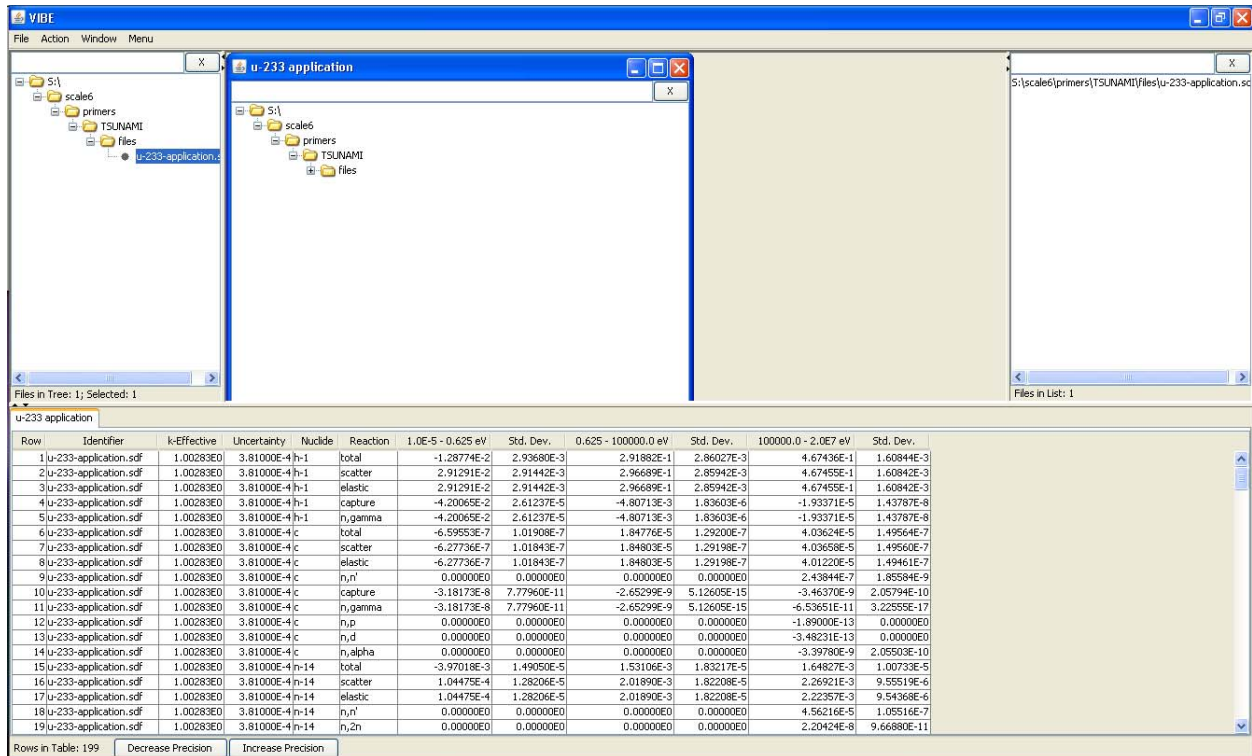 VIBE
File Action Window Menu
X
S:\
scale6
primers
TSUNAMI
files
u-233-application.s
Files in Tree: 1; Selected: 1
u-233 application
X
S:\
scale6
primers
TSUNAMI
files
X
S:\scale6\primers\TSUNAMI\files\u-233-application.sc
Files in List: 1
u-233 application
Row Identifier k-Effective Uncertainty Nuclide Reaction 1.0E-5 - 0.625 eV Std. Dev. 0.625 - 100000.0 eV Std. Dev. 100000.0 - 2.0E7 eV Std. Dev.
1 u-233-application.sdf 1.00283E0 3.81000E-4 h-1 total -1.28774E-2 2.93680E-3 2.91882E-1 2.86027E-3 4.67436E-1 1.60844E-3
2 u-233-application.sdf 1.00283E0 3.81000E-4 h-1 scatter 2.91291E-2 2.91442E-3 2.96689E-1 2.85942E-3 4.67455E-1 1.60842E-3
3 u-233-application.sdf 1.00283E0 3.81000E-4 h-1 elastic 2.91291E-2 2.91442E-3 2.96689E-1 2.85942E-3 4.67455E-1 1.60842E-3
4 u-233-application.sdf 1.00283E0 3.81000E-4 h-1 capture -4.20065E-2 2.61237E-5 -4.80713E-3 1.83603E-6 -1.93371E-5 1.43787E-8
5 u-233-application.sdf 1.00283E0 3.81000E-4 h-1 n,gamma -4.20065E-2 2.61237E-5 -4.80713E-3 1.83603E-6 -1.93371E-5 1.43787E-8
6 u-233-application.sdf 1.00283E0 3.81000E-4 c total -6.59553E-7 1.01908E-7 1.84776E-5 1.29200E-7 4.03624E-5 1.49564E-7
7 u-233-application.sdf 1.00283E0 3.81000E-4 c scatter -6.27736E-7 1.01843E-7 1.84803E-5 1.29198E-7 4.03658E-5 1.49560E-7
8 u-233-application.sdf 1.00283E0 3.81000E-4 c elastic -6.27736E-7 1.01843E-7 1.84803E-5 1.29198E-7 4.01220E-5 1.49461E-7
9 u-233-application.sdf 1.00283E0 3.81000E-4 c n,n' 0.00000E0 0.00000E0 0.00000E0 0.00000E0 2.43844E-7 1.85584E-9
10 u-233-application.sdf 1.00283E0 3.81000E-4 c capture -3.18173E-8 7.77960E-11 -2.65299E-9 5.12605E-15 -3.46370E-9 2.05794E-10
11 u-233-application.sdf 1.00283E0 3.81000E-4 c n,gamma -3.18173E-8 7.77960E-11 -2.65299E-9 5.12605E-15 -6.53651E-11 3.22555E-17
12 u-233-application.sdf 1.00283E0 3.81000E-4 c n,p 0.00000E0 0.00000E0 0.00000E0 0.00000E0 -1.89000E-13 0.00000E0
13 u-233-application.sdf 1.00283E0 3.81000E-4 c n,d 0.00000E0 0.00000E0 0.00000E0 0.00000E0 -3.48231E-13 0.00000E0
14 u-233-application.sdf 1.00283E0 3.81000E-4 c n,alpha 0.00000E0 0.00000E0 0.00000E0 0.00000E0 -3.39780E-9 2.05503E-10
15 u-233-application.sdf 1.00283E0 3.81000E-4 n-14 total -3.97018E-3 1.49050E-5 1.53106E-3 1.83217E-5 1.64827E-3 1.00733E-5
16 u-233-application.sdf 1.00283E0 3.81000E-4 n-14 scatter 1.04475E-4 1.28206E-5 2.01890E-3 1.82208E-5 2.26921E-3 9.55519E-6
17 u-233-application.sdf 1.00283E0 3.81000E-4 n-14 elastic 1.04475E-4 1.28206E-5 2.01890E-3 1.82208E-5 2.22357E-3 9.54368E-6
18 u-233-application.sdf 1.00283E0 3.81000E-4 n-14 n,n' 0.00000E0 0.00000E0 0.00000E0 0.00000E0 4.56216E-5 1.05516E-7
19 u-233-application.sdf 1.00283E0 3.81000E-4 n-14 n,2n 0.00000E0 0.00000E0 0.00000E0 0.00000E0 2.20424E-8 9.66880E-11
Rows in Table: 199 Decrease Precision Increase Precision